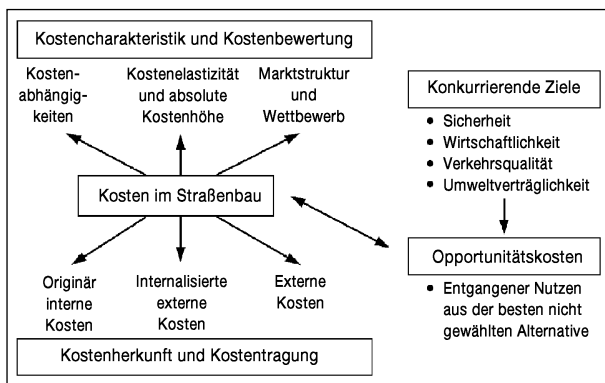 Kostencharakteristik und Kostenbewertung
Kosten-
abhängig-
keiten
Kostenelastizität
und absolute
Kostenhöhe
Marktstruktur
und
Wettbewerb
Kosten im Straßenbau
Originär
interne
Kosten
Internalisierte
externe
Kosten
Externe
Kosten
Kostenherkunft und Kostentragung
Konkurrierende Ziele
• Sicherheit
• Wirtschaftlichkeit
• Verkehrsqualität
• Umweltverträglichkeit
Opportunitätskosten
• Entgangener Nutzen
aus der besten nicht
gewählten Alternative